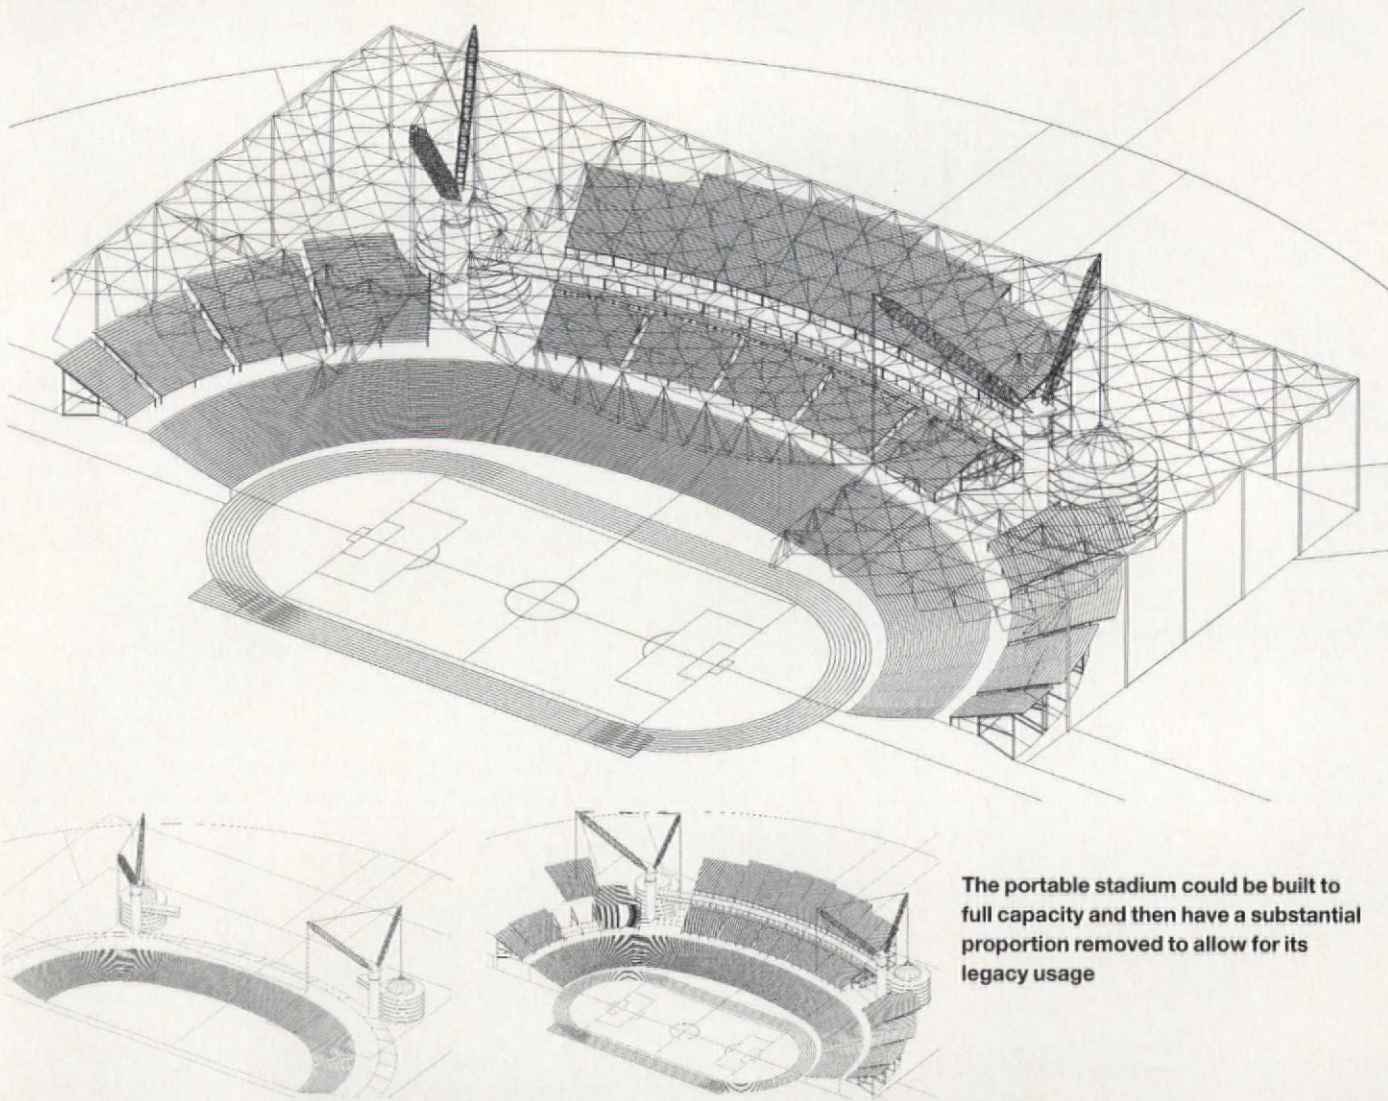 The portable stadium could be built to
full capacity and then have a substantial
proportion removed to allow for its
legacy usage